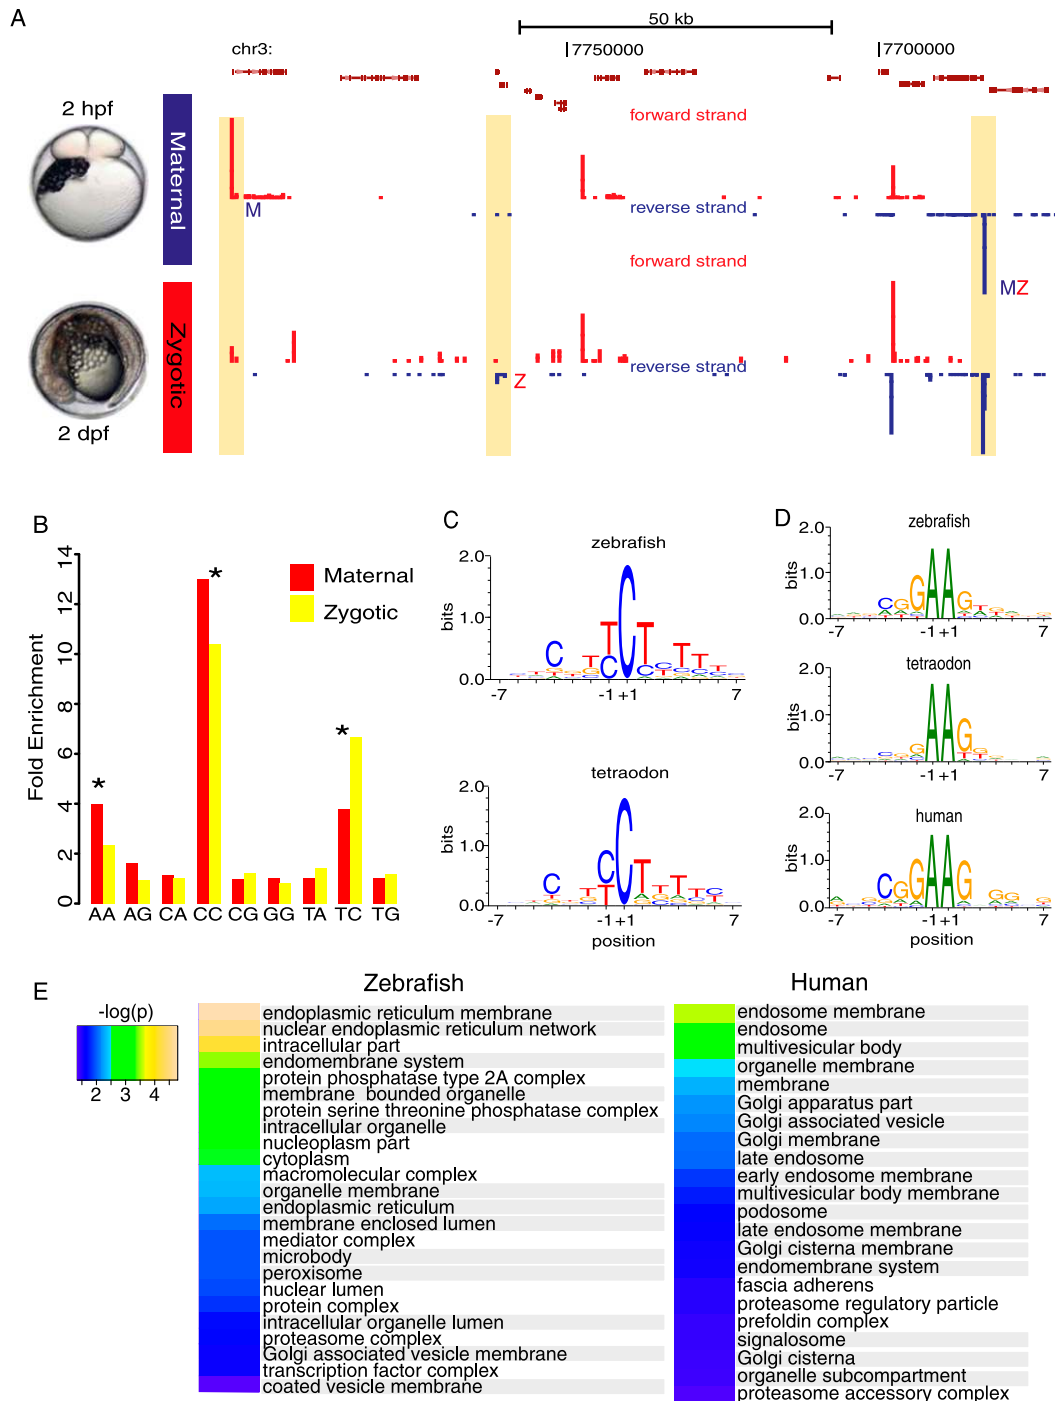 A
50 kb
chr3:
7750000
7700000
2 hpf
Maternal
forward strand
M
reverse strand
forward strand
MZ
Zygotic
reverse strand
Z
2 dpf
B
Fold Enrichment
14
12
10
8
6
4
2
0
*
*
*
Maternal
Zygotic
AA AG CA CC CG GG TA TC TG
C
zebrafish
2.0
bits
1.0
0.0
-7 -1 +1 7
tetraodon
2.0
bits
1.0
0.0
-7 -1 +1 7
position
D
zebrafish
2.0
bits
1.0
0.0
-7 -1 +1 7
tetraodon
2.0
bits
1.0
0.0
-7 -1 +1 7
human
2.0
bits
1.0
0.0
-7 -1 +1 7
position
E
-log(p)
2 3 4
Zebrafish
endoplasmic reticulum membrane
nuclear endoplasmic reticulum network
intracellular part
endomembrane system
protein phosphatase type 2A complex
membrane bounded organelle
protein serine threonine phosphatase complex
intracellular organelle
nucleoplasm part
cytoplasm
macromolecular complex
organelle membrane
endoplasmic reticulum
membrane enclosed lumen
mediator complex
microbody
peroxisome
nuclear lumen
protein complex
intracellular organelle lumen
proteasome complex
Golgi associated vesicle membrane
transcription factor complex
coated vesicle membrane
Human
endosome membrane
endosome
multivesicular body
organelle membrane
membrane
Golgi apparatus part
Golgi associated vesicle
Golgi membrane
late endosome
early endosome membrane
multivesicular body membrane
podosome
late endosome membrane
Golgi cisterna membrane
endomembrane system
fascia adherens
proteasome regulatory particle
prefoldin complex
signalosome
Golgi cisterna
organelle subcompartment
proteasome accessory complex